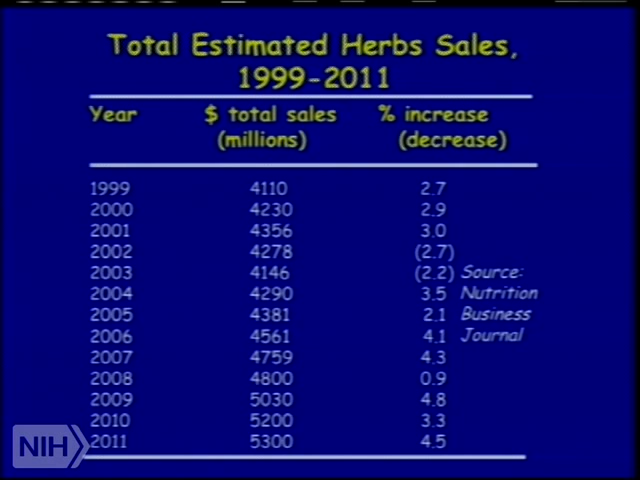 Total Estimated Herbs Sales,
1999-2011
Year $ total sales % increase
(millions) (decrease)
1999 4110 2.7
2000 4230 2.9
2001 4356 3.0
2002 4278 (2.7)
2003 4146 (2.2) Source:
2004 4290 3.5 Nutrition
2005 4381 2.1 Business
2006 4561 4.1 Journal
2007 4759 4.3
2008 4800 0.9
2009 5030 4.8
2010 5200 3.3
2011 5300 4.5
NIH